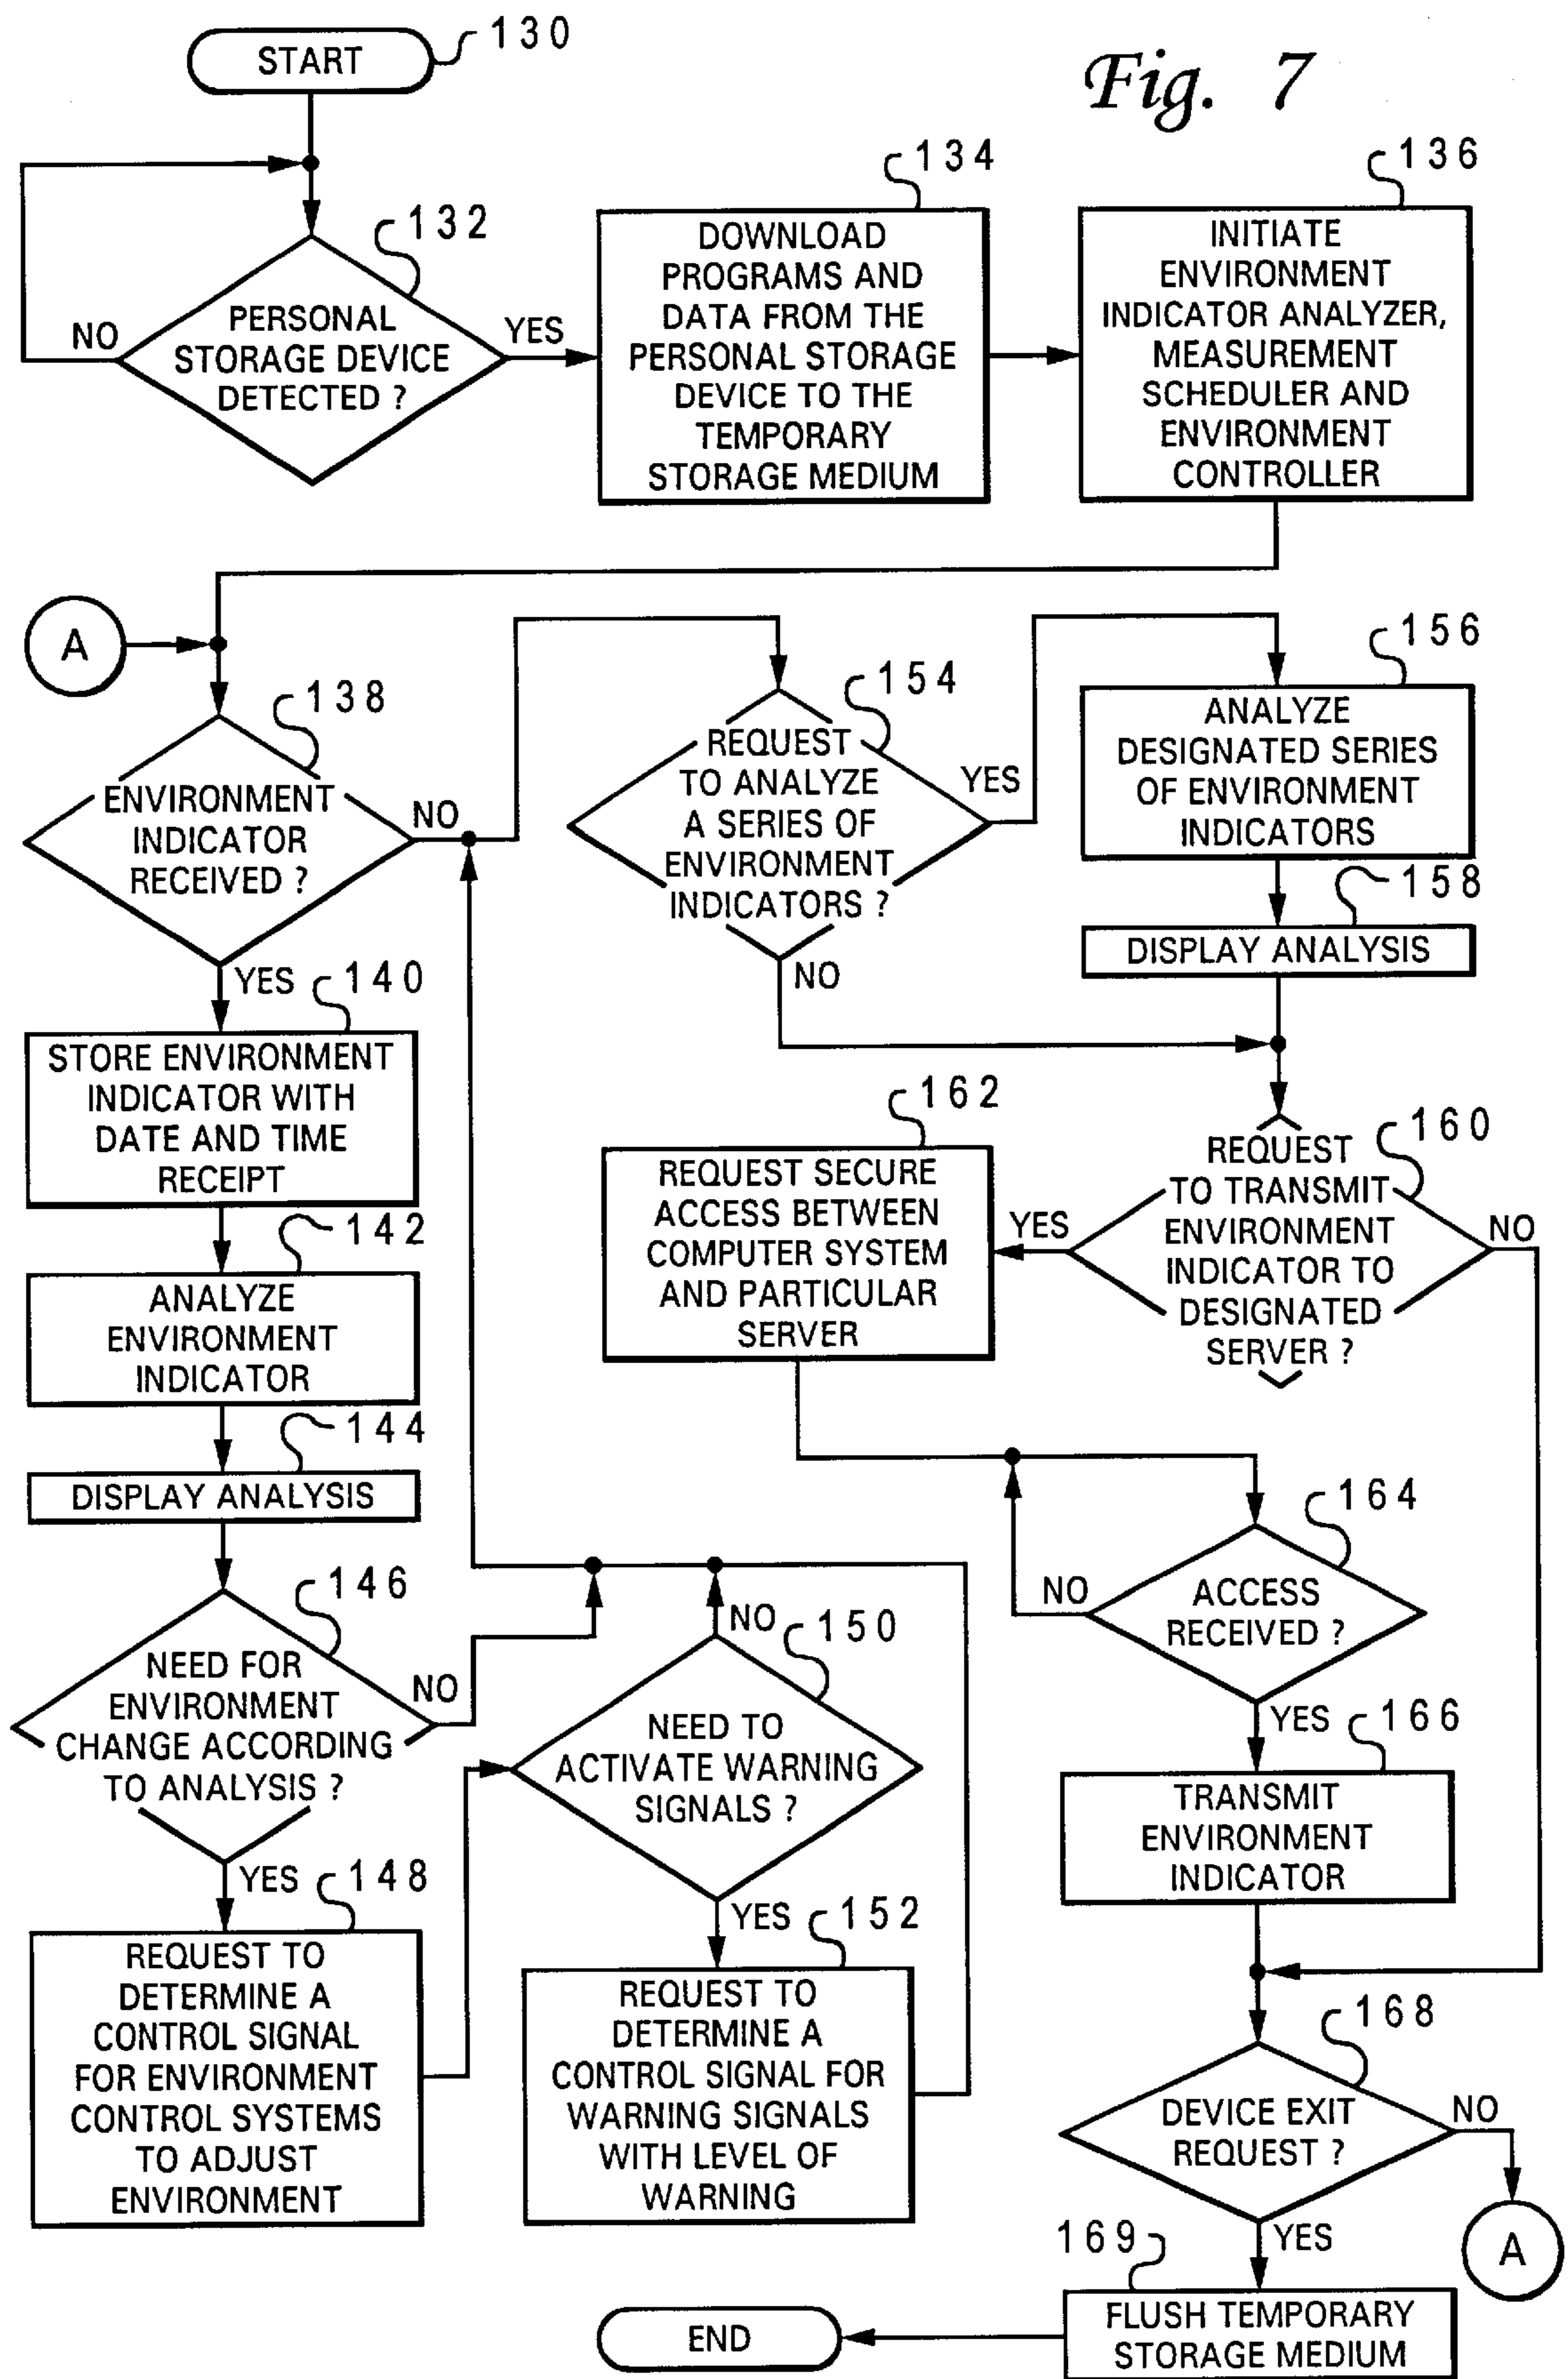 Fig. 7
START
130
132
PERSONAL
STORAGE DEVICE
DETECTED ?
NO
YES
134
DOWNLOAD
PROGRAMS AND
DATA FROM THE
PERSONAL STORAGE
DEVICE TO THE
TEMPORARY
STORAGE MEDIUM
136
INITIATE
ENVIRONMENT
INDICATOR ANALYZER,
MEASUREMENT
SCHEDULER AND
ENVIRONMENT
CONTROLLER
A
138
ENVIRONMENT
INDICATOR
RECEIVED ?
NO
YES
140
STORE ENVIRONMENT
INDICATOR WITH
DATE AND TIME
RECEIPT
142
ANALYZE
ENVIRONMENT
INDICATOR
144
DISPLAY ANALYSIS
146
NEED FOR
ENVIRONMENT
CHANGE ACCORDING
TO ANALYSIS ?
NO
YES
148
REQUEST TO
DETERMINE A
CONTROL SIGNAL
FOR ENVIRONMENT
CONTROL SYSTEMS
TO ADJUST
ENVIRONMENT
150
NEED TO
ACTIVATE WARNING
SIGNALS ?
NO
YES
152
REQUEST TO
DETERMINE A
CONTROL SIGNAL FOR
WARNING SIGNALS
WITH LEVEL OF
WARNING
154
REQUEST
TO ANALYZE
A SERIES OF
ENVIRONMENT
INDICATORS ?
YES
NO
156
ANALYZE
DESIGNATED SERIES
OF ENVIRONMENT
INDICATORS
158
DISPLAY ANALYSIS
160
REQUEST
TO TRANSMIT
ENVIRONMENT
INDICATOR TO
DESIGNATED
SERVER ?
YES
NO
162
REQUEST SECURE
ACCESS BETWEEN
COMPUTER SYSTEM
AND PARTICULAR
SERVER
164
ACCESS
RECEIVED ?
NO
YES
166
TRANSMIT
ENVIRONMENT
INDICATOR
168
DEVICE EXIT
REQUEST ?
NO
A
YES
169
FLUSH TEMPORARY
STORAGE MEDIUM
END